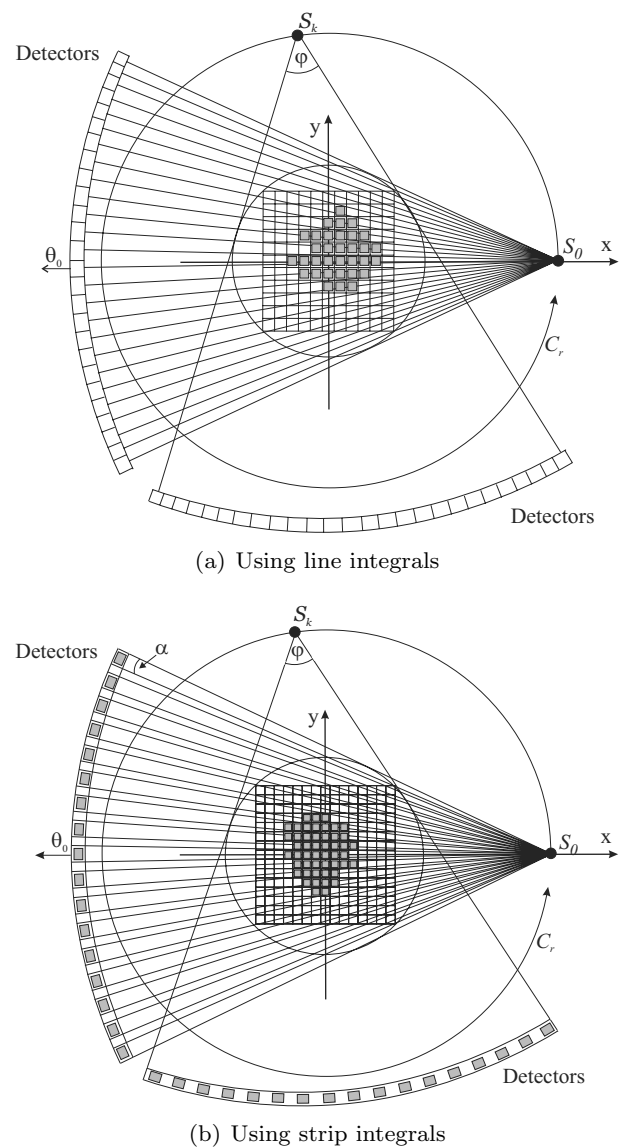 S_k
Detectors
φ
y
θ_0
S_0
x
C_r
Detectors
(a) Using line integrals
S_k
α
Detectors
φ
y
θ_0
S_0
x
C_r
Detectors
(b) Using strip integrals